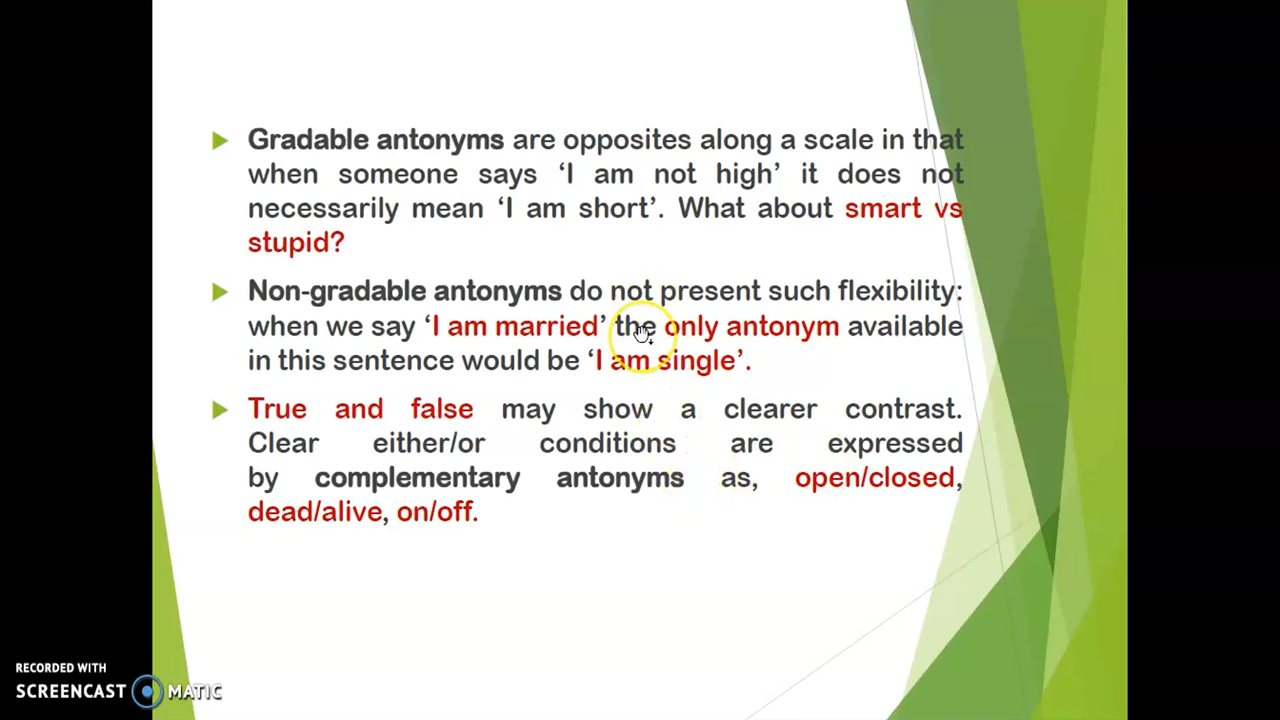 Gradable antonyms are opposites along a scale in that
when someone says ‘I am not high’ it does not
necessarily mean ‘I am short’. What about smart vs
stupid?
Non-gradable antonyms do not present such flexibility:
when we say ‘I am married’ the only antonym available
in this sentence would be ‘I am single’.
True and false may show a clearer contrast.
Clear either/or conditions are expressed
by complementary antonyms as, open/closed,
dead/alive, on/off.
RECORDED WITH
SCREENCAST MATIC